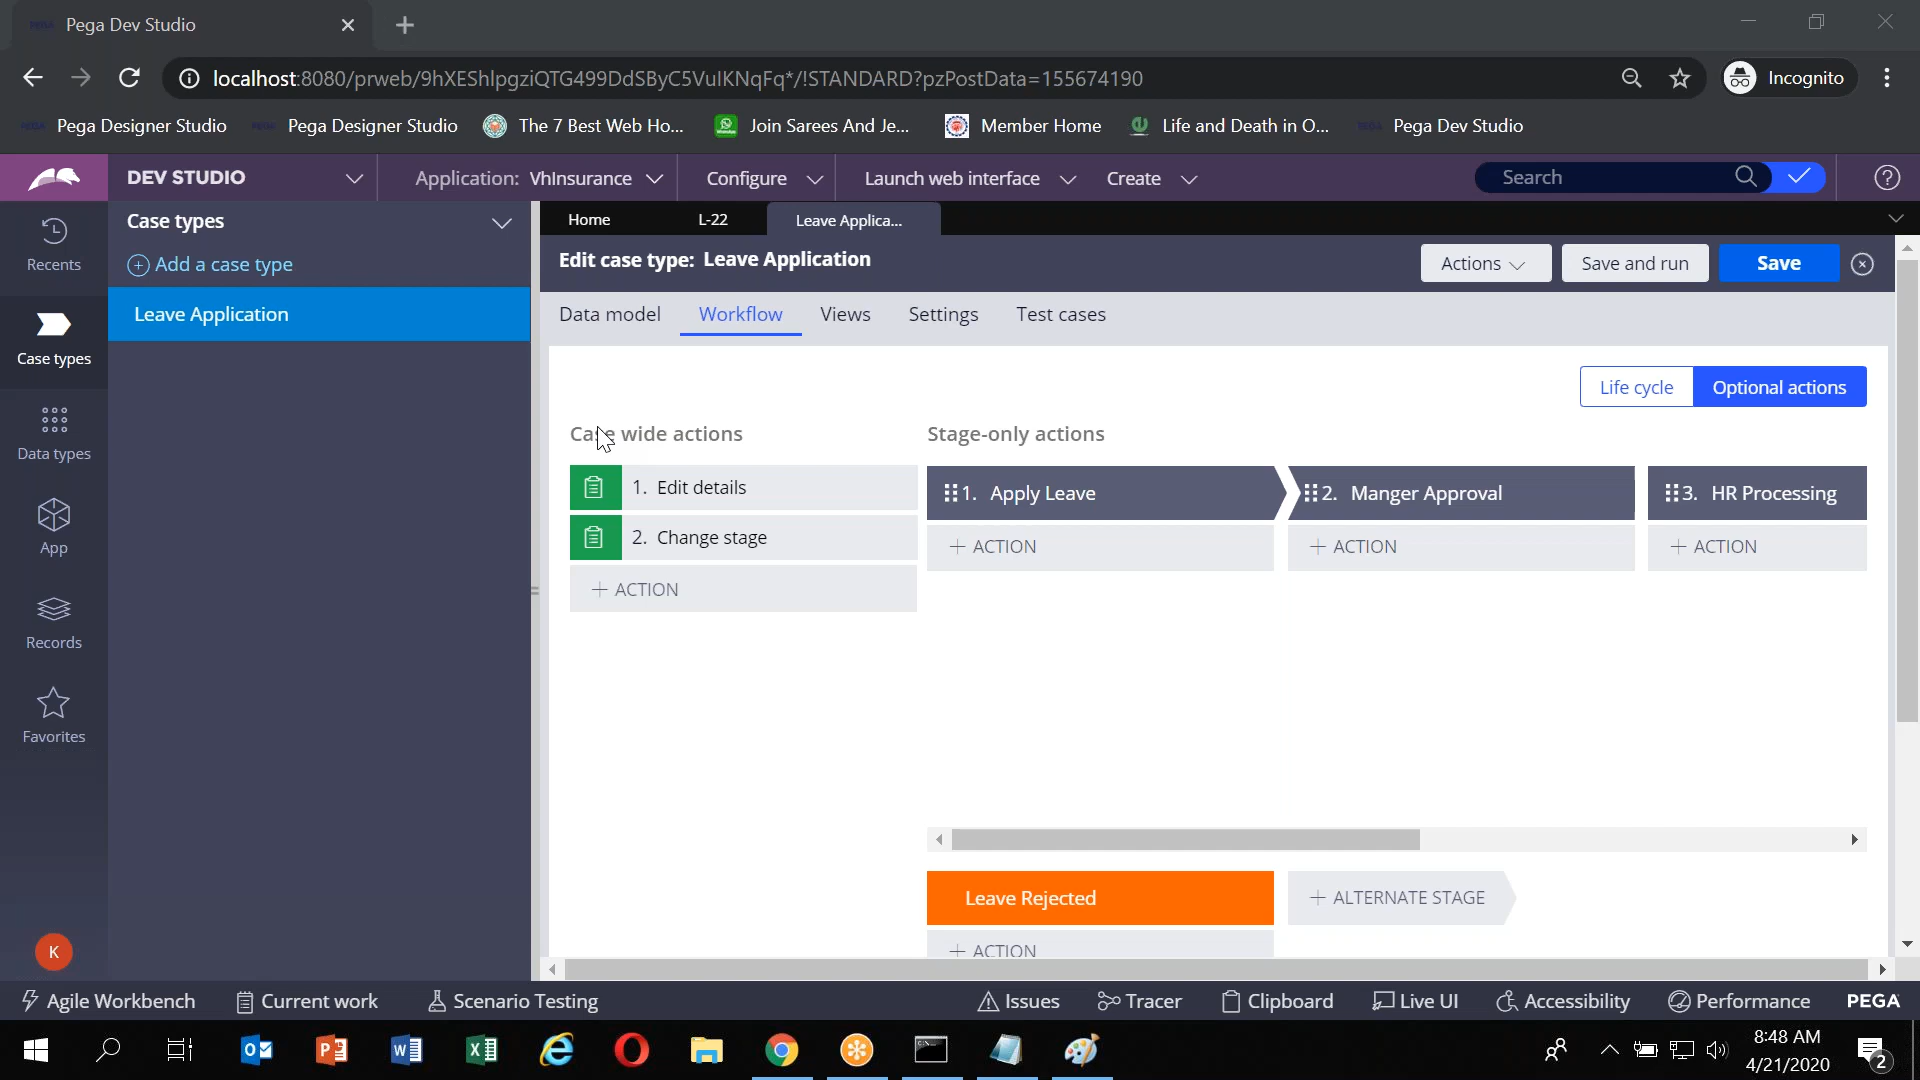 Pega Dev Studio
localhost:8080/prweb/9hXEShlpgziQTG499DdSByC5VulKNqFq*/!STANDARD?pzPostData=155674190
Incognito
Pega Designer Studio
Pega Designer Studio
The 7 Best Web Ho...
Join Sarees And Je...
Member Home
Life and Death in O...
Pega Dev Studio
DEV STUDIO
Application: VhInsurance
Configure
Launch web interface
Create
Search
Recents
Case types
Data types
App
Records
Favorites
K
Case types
Add a case type
Leave Application
Home
L-22
Leave Applica...
Edit case type: Leave Application
Actions
Save and run
Save
Data model
Workflow
Views
Settings
Test cases
Life cycle
Optional actions
Case wide actions
1. Edit details
2. Change stage
+ ACTION
Stage-only actions
1. Apply Leave
2. Manger Approval
3. HR Processing
+ ACTION
+ ACTION
+ ACTION
Leave Rejected
+ ALTERNATE STAGE
+ ACTION
Agile Workbench
Current work
Scenario Testing
Issues
Tracer
Clipboard
Live UI
Accessibility
Performance
PEGA
8:48 AM
4/21/2020
2